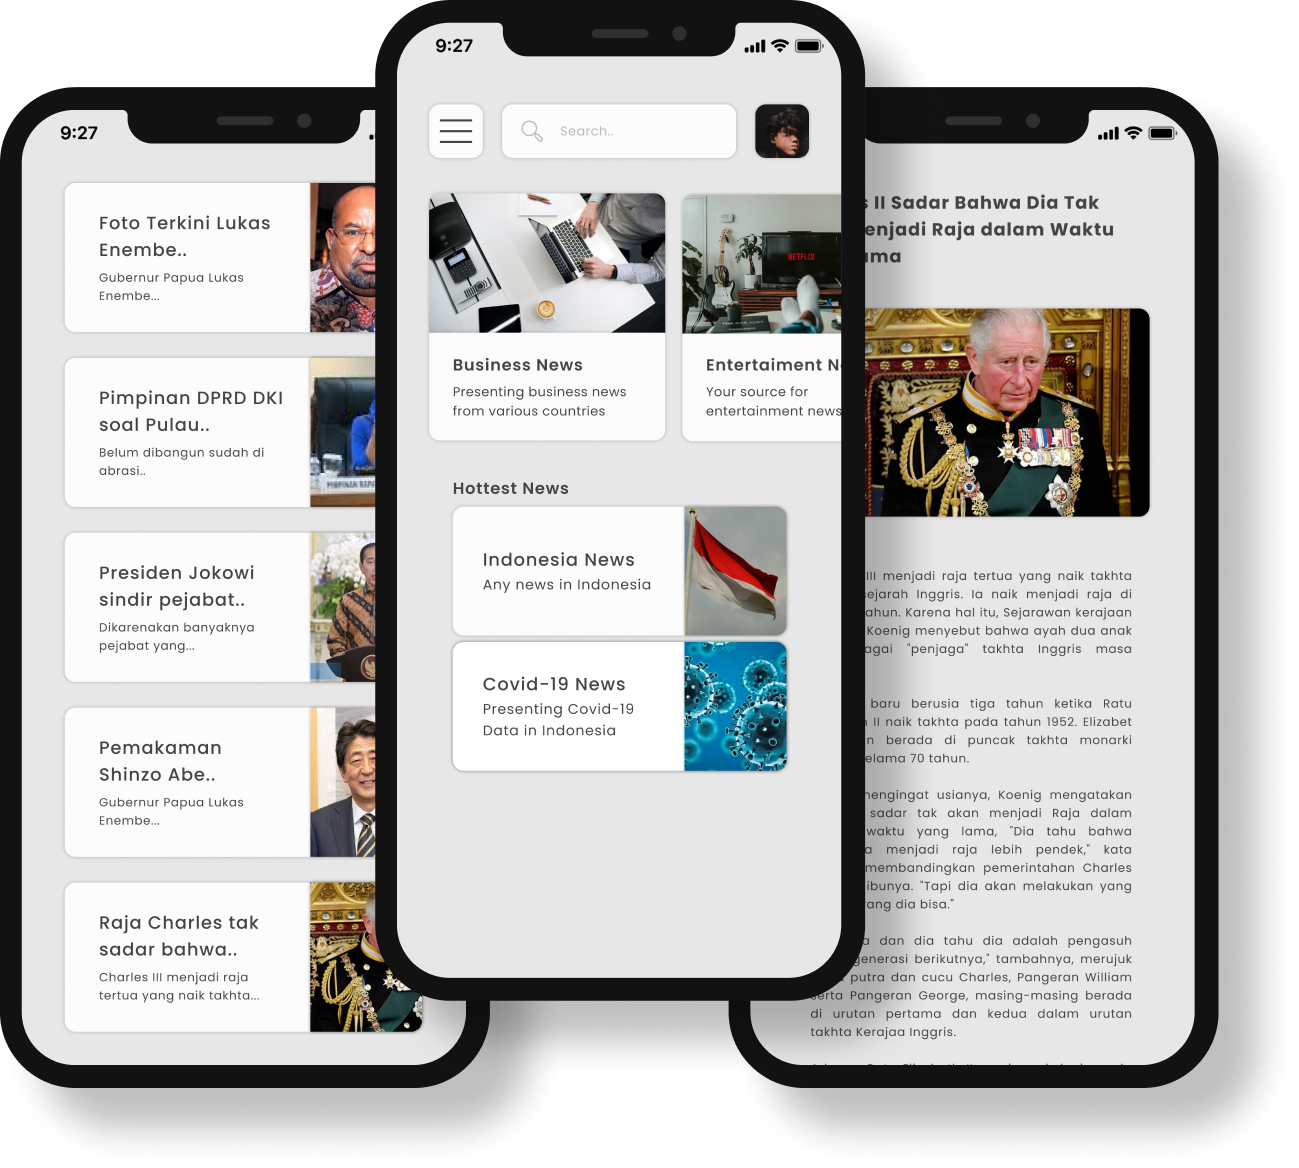 9:27
Foto Terkini Lukas
Enembe..
Gubernur Papua Lukas
Enembe...
Pimpinan DPRD DKI
soal Pulau..
Belum dibangun sudah di
abrasi..
Presiden Jokowi
sindir pejabat..
Dikarenakan banyaknya
pejabat yang...
Pemakaman
Shinzo Abe..
Gubernur Papua Lukas
Enembe...
Raja Charles tak
sadar bahwa..
Charles III menjadi raja
tertua yang naik takhta...
9:27
Search..
NETFLIX
Business News
Presenting business news
from various countries
Entertaiment N
Your source for
entertainment news
Hottest News
Indonesia News
Any news in Indonesia
Covid-19 News
Presenting Covid-19
Data in Indonesia
II Sadar Bahwa Dia Tak
enjadi Raja dalam Waktu
ama
III menjadi raja tertua yang naik takhta
sejarah Inggris. Ia naik menjadi raja di
ahun. Karena hal itu, Sejarawan kerajaan
Koenig menyebut bahwa ayah dua anak
agai "penjaga" takhta Inggris masa
baru berusia tiga tahun ketika Ratu
II naik takhta pada tahun 1952. Elizabet
n berada di puncak takhta monarki
elama 70 tahun.
mengingat usianya, Koenig mengatakan
sadar tak akan menjadi Raja dalam
waktu yang lama, "Dia tahu bahwa
a menjadi raja lebih pendek," kata
membandingkan pemerintahan Charles
ibunya. "Tapi dia akan melakukan yang
yang dia bisa."
a dan dia tahu dia adalah pengasuh
generasi berikutnya," tambahnya, merujuk
putra dan cucu Charles, Pangeran William
serta Pangeran George, masing-masing berada
di urutan pertama dan kedua dalam urutan
takhta Kerajaa Inggris.